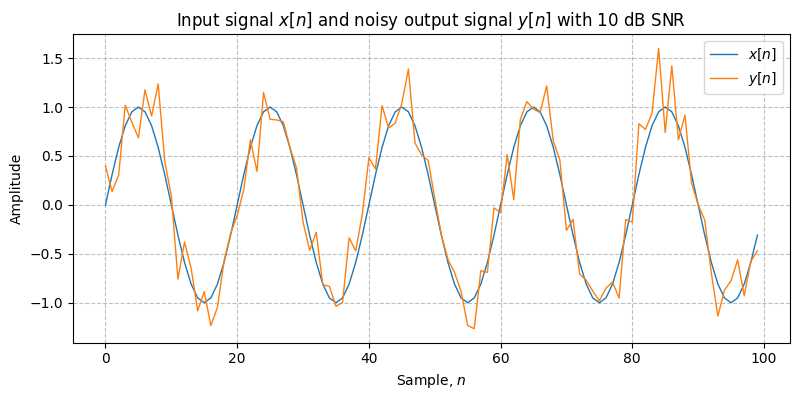 Input signal x[n] and noisy output signal y[n] with 10 dB SNR
x[n]
y[n]
Amplitude
1.5
1.0
0.5
0.0
−0.5
−1.0
0 20 40 60 80 100
Sample, n